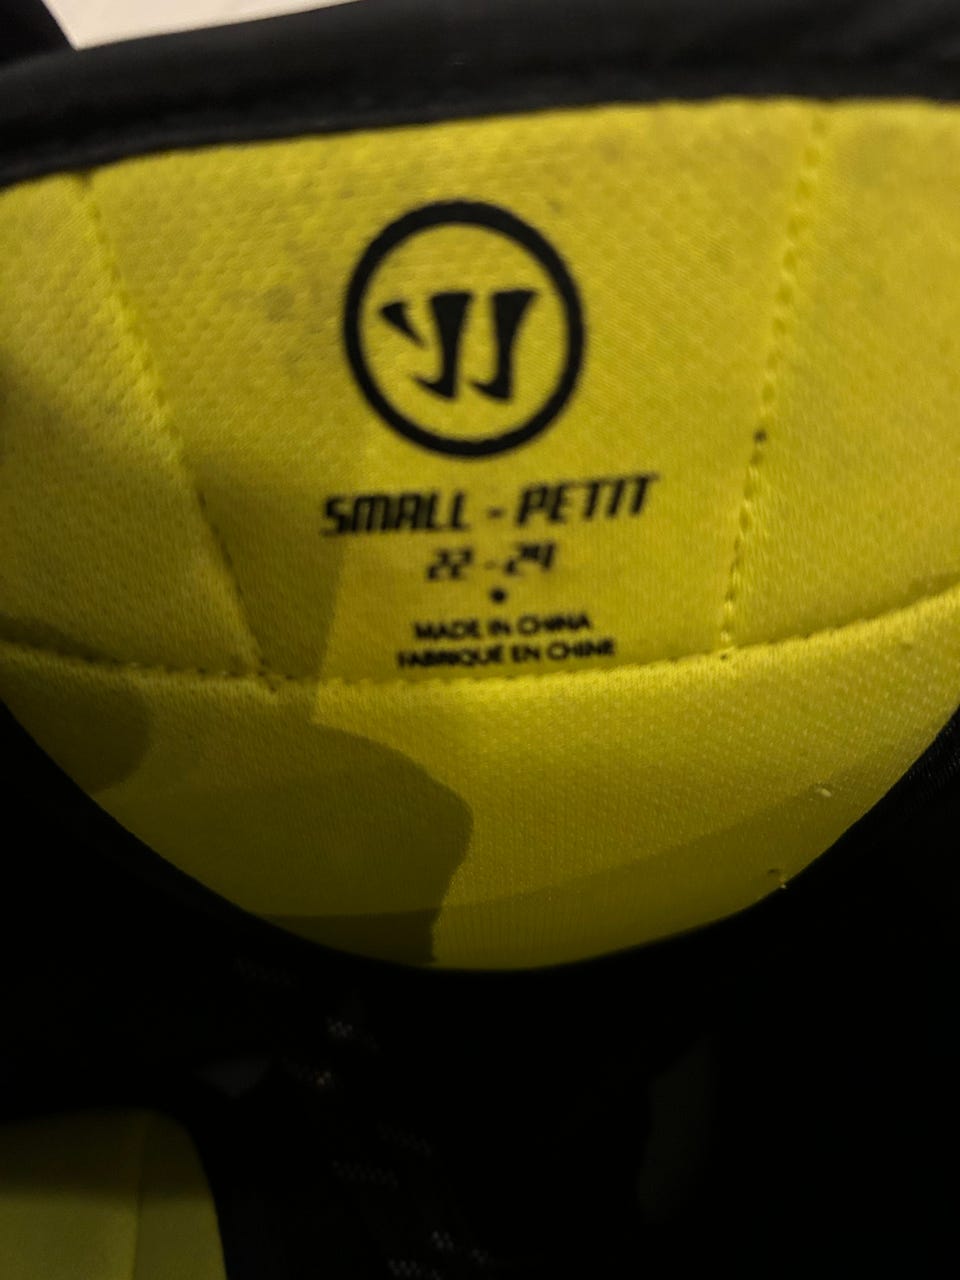 SMALL - PETIT
22 - 24
MADE IN CHINA
FABRIQUÉ EN CHINE